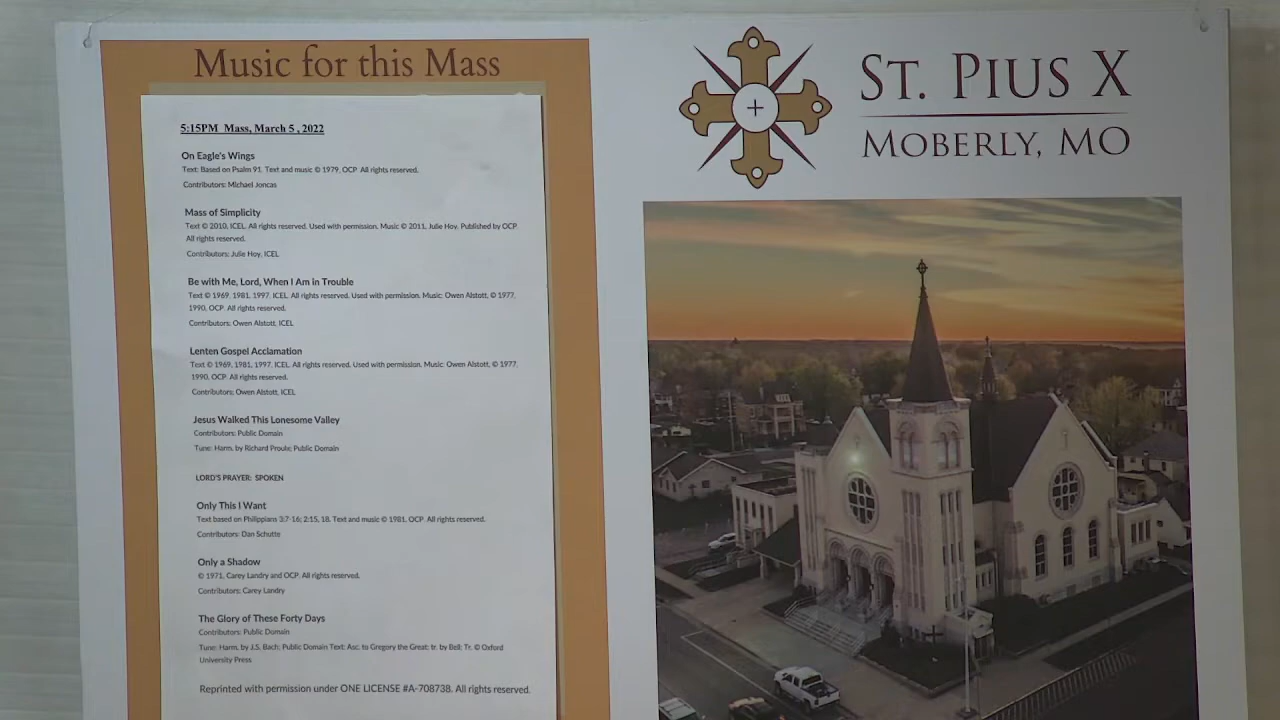 Music for this Mass
5:15PM Mass, March 5 , 2022
On Eagle's Wings
Text: Based on Psalm 91. Text and music © 1979, OCP. All rights reserved.
Contributors: Michael Joncas
Mass of Simplicity
Text © 2010, ICEL. All rights reserved. Used with permission. Music © 2011, Julie Hoy. Published by OCP.
All rights reserved.
Contributors: Julie Hoy, ICEL
Be with Me, Lord, When I Am in Trouble
Text © 1969, 1981, 1997, ICEL. All rights reserved. Used with permission. Music: Owen Alstott, © 1977,
1990, OCP. All rights reserved.
Contributors: Owen Alstott, ICEL
Lenten Gospel Acclamation
Text © 1969, 1981, 1997, ICEL. All rights reserved. Used with permission. Music: Owen Alstott, © 1977,
1990, OCP. All rights reserved.
Contributors: Owen Alstott, ICEL
Jesus Walked This Lonesome Valley
Contributors: Public Domain
Tune: Harm. by Richard Proulx; Public Domain
LORD'S PRAYER: SPOKEN
Only This I Want
Text based on Philippians 3:7-16; 2:15, 18. Text and music © 1981, OCP. All rights reserved.
Contributors: Dan Schutte
Only a Shadow
© 1971, Carey Landry and OCP. All rights reserved.
Contributors: Carey Landry
The Glory of These Forty Days
Contributors: Public Domain
Tune: Harm. by J.S. Bach; Public Domain Text: Asc. to Gregory the Great; tr. by Bell; Tr. © Oxford
University Press
Reprinted with permission under ONE LICENSE #A-708738. All rights reserved.
ST. PIUS X
MOBERLY, MO